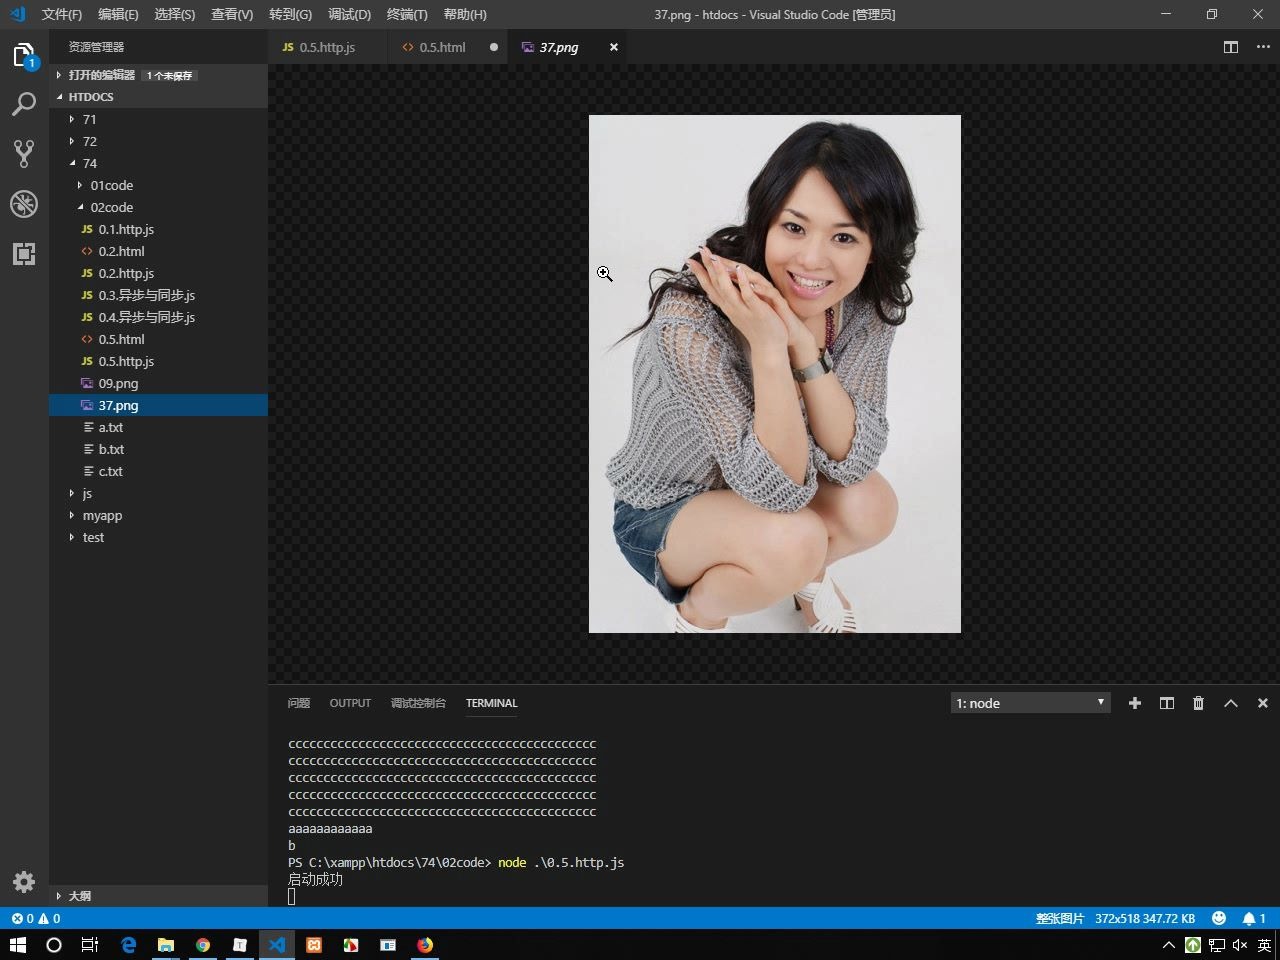 文件(F) 编辑(E) 选择(S) 查看(V) 转到(G) 调试(D) 终端(T) 帮助(H) 37.png - htdocs - Visual Studio Code [管理员]
资源管理器
JS 0.5.http.js
<> 0.5.html
37.png
1
打开的编辑器 1 个未保存
HTDOCS
71
72
74
01code
02code
JS 0.1.http.js
<> 0.2.html
JS 0.2.http.js
JS 0.3.异步与同步.js
JS 0.4.异步与同步.js
<> 0.5.html
JS 0.5.http.js
09.png
37.png
a.txt
b.txt
c.txt
js
myapp
test
大纲
问题 OUTPUT 调试控制台 TERMINAL 1: node
cccccccccccccccccccccccccccccccccccccccccccc
cccccccccccccccccccccccccccccccccccccccccccc
cccccccccccccccccccccccccccccccccccccccccccc
cccccccccccccccccccccccccccccccccccccccccccc
cccccccccccccccccccccccccccccccccccccccccccc
aaaaaaaaaaaa
b
PS C:\xampp\htdocs\74\02code> node .\0.5.http.js
启动成功
0 0 整张图片 372x518 347.72 KB 1
英